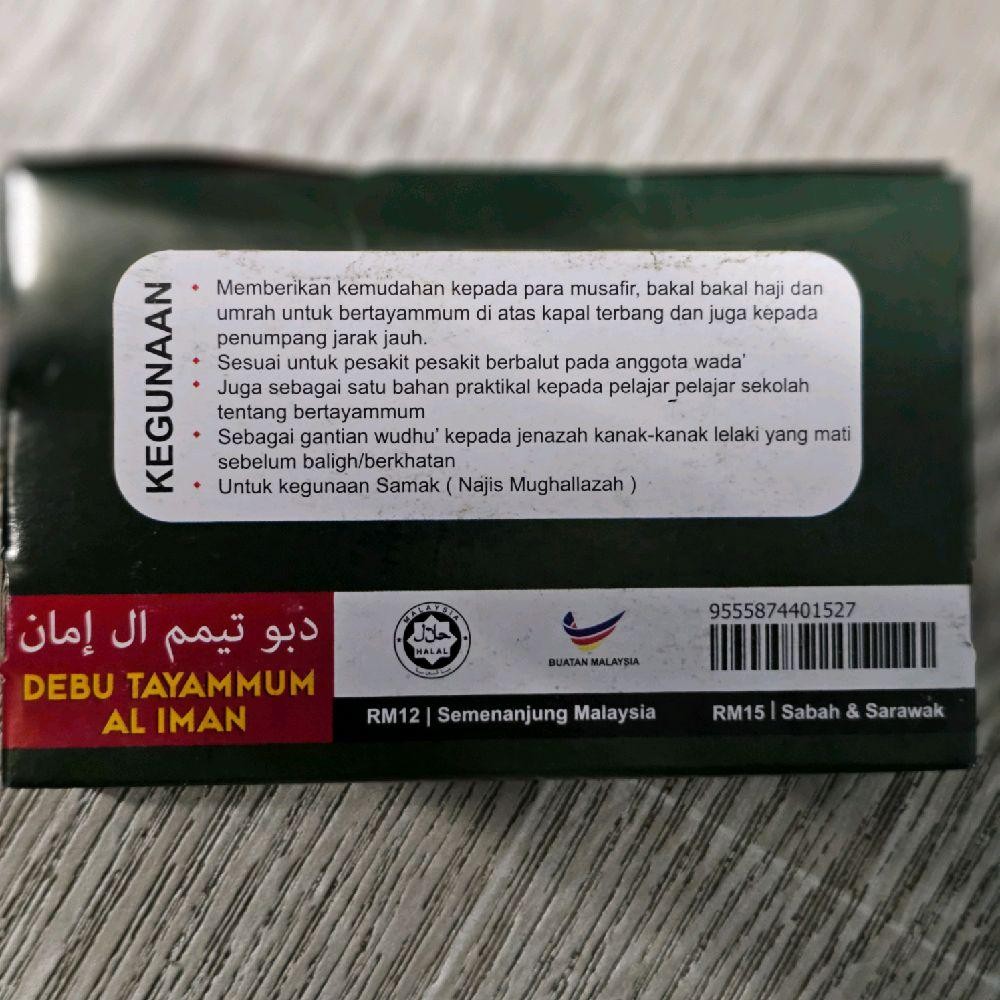 KEGUNAAN
Memberikan kemudahan kepada para musafir, bakal bakal haji dan
umrah untuk bertayammum di atas kapal terbang dan juga kepada
penumpang jarak jauh.
Sesuai untuk pesakit pesakit berbalut pada anggota wada'
Juga sebagai satu bahan praktikal kepada pelajar pelajar sekolah
tentang bertayammum
Sebagai gantian wudhu' kepada jenazah kanak-kanak lelaki yang mati
sebelum baligh/berkhatan
Untuk kegunaan Samak ( Najis Mughallazah )
دبو تيمم ال إمان
DEBU TAYAMMUM
AL IMAN
MALAYSIA
حلال
HALAL
BUATAN MALAYSIA
9555874401527
RM12 | Semenanjung Malaysia
RM15 | Sabah & Sarawak